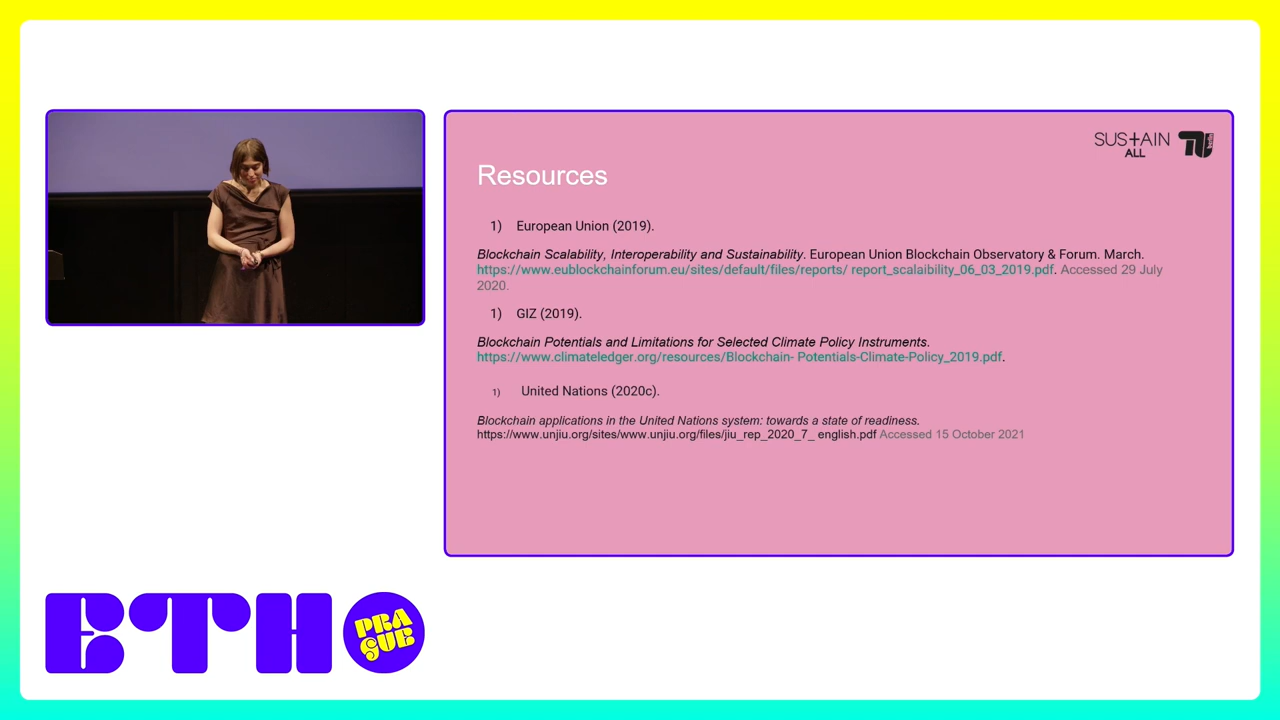 SUSTAIN
ALL
TU
Resources
1) European Union (2019).
Blockchain Scalability, Interoperability and Sustainability. European Union Blockchain Observatory & Forum. March.
https://www.eublockchainforum.eu/sites/default/files/reports/ report_scalaibility_06_03_2019.pdf. Accessed 29 July
2020.
1) GIZ (2019).
Blockchain Potentials and Limitations for Selected Climate Policy Instruments.
https://www.climateledger.org/resources/Blockchain- Potentials-Climate-Policy_2019.pdf.
1) United Nations (2020c).
Blockchain applications in the United Nations system: towards a state of readiness.
https://www.unjiu.org/sites/www.unjiu.org/files/jiu_rep_2020_7_ english.pdf Accessed 15 October 2021
ETH
PRA
GUE